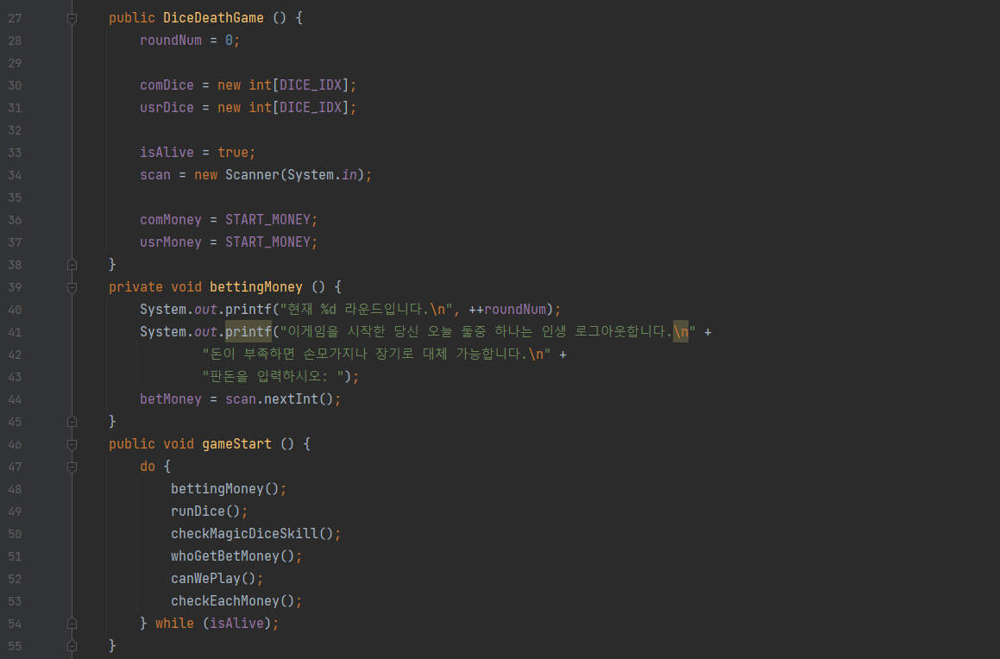 27 public DiceDeathGame () {
28 roundNum = 0;
29
30 comDice = new int[DICE_IDX];
31 usrDice = new int[DICE_IDX];
32
33 isAlive = true;
34 scan = new Scanner(System.in);
35
36 comMoney = START_MONEY;
37 usrMoney = START_MONEY;
38 }
39 private void bettingMoney () {
40 System.out.printf("현재 %d 라운드입니다.\n", ++roundNum);
41 System.out.printf("이게임을 시작한 당신 오늘 둘중 하나는 인생 로그아웃합니다.\n" +
42 "돈이 부족하면 손모가지나 장기로 대체 가능합니다.\n" +
43 "판돈을 입력하시오: ");
44 betMoney = scan.nextInt();
45 }
46 public void gameStart () {
47 do {
48 bettingMoney();
49 runDice();
50 checkMagicDiceSkill();
51 whoGetBetMoney();
52 canWePlay();
53 checkEachMoney();
54 } while (isAlive);
55 }